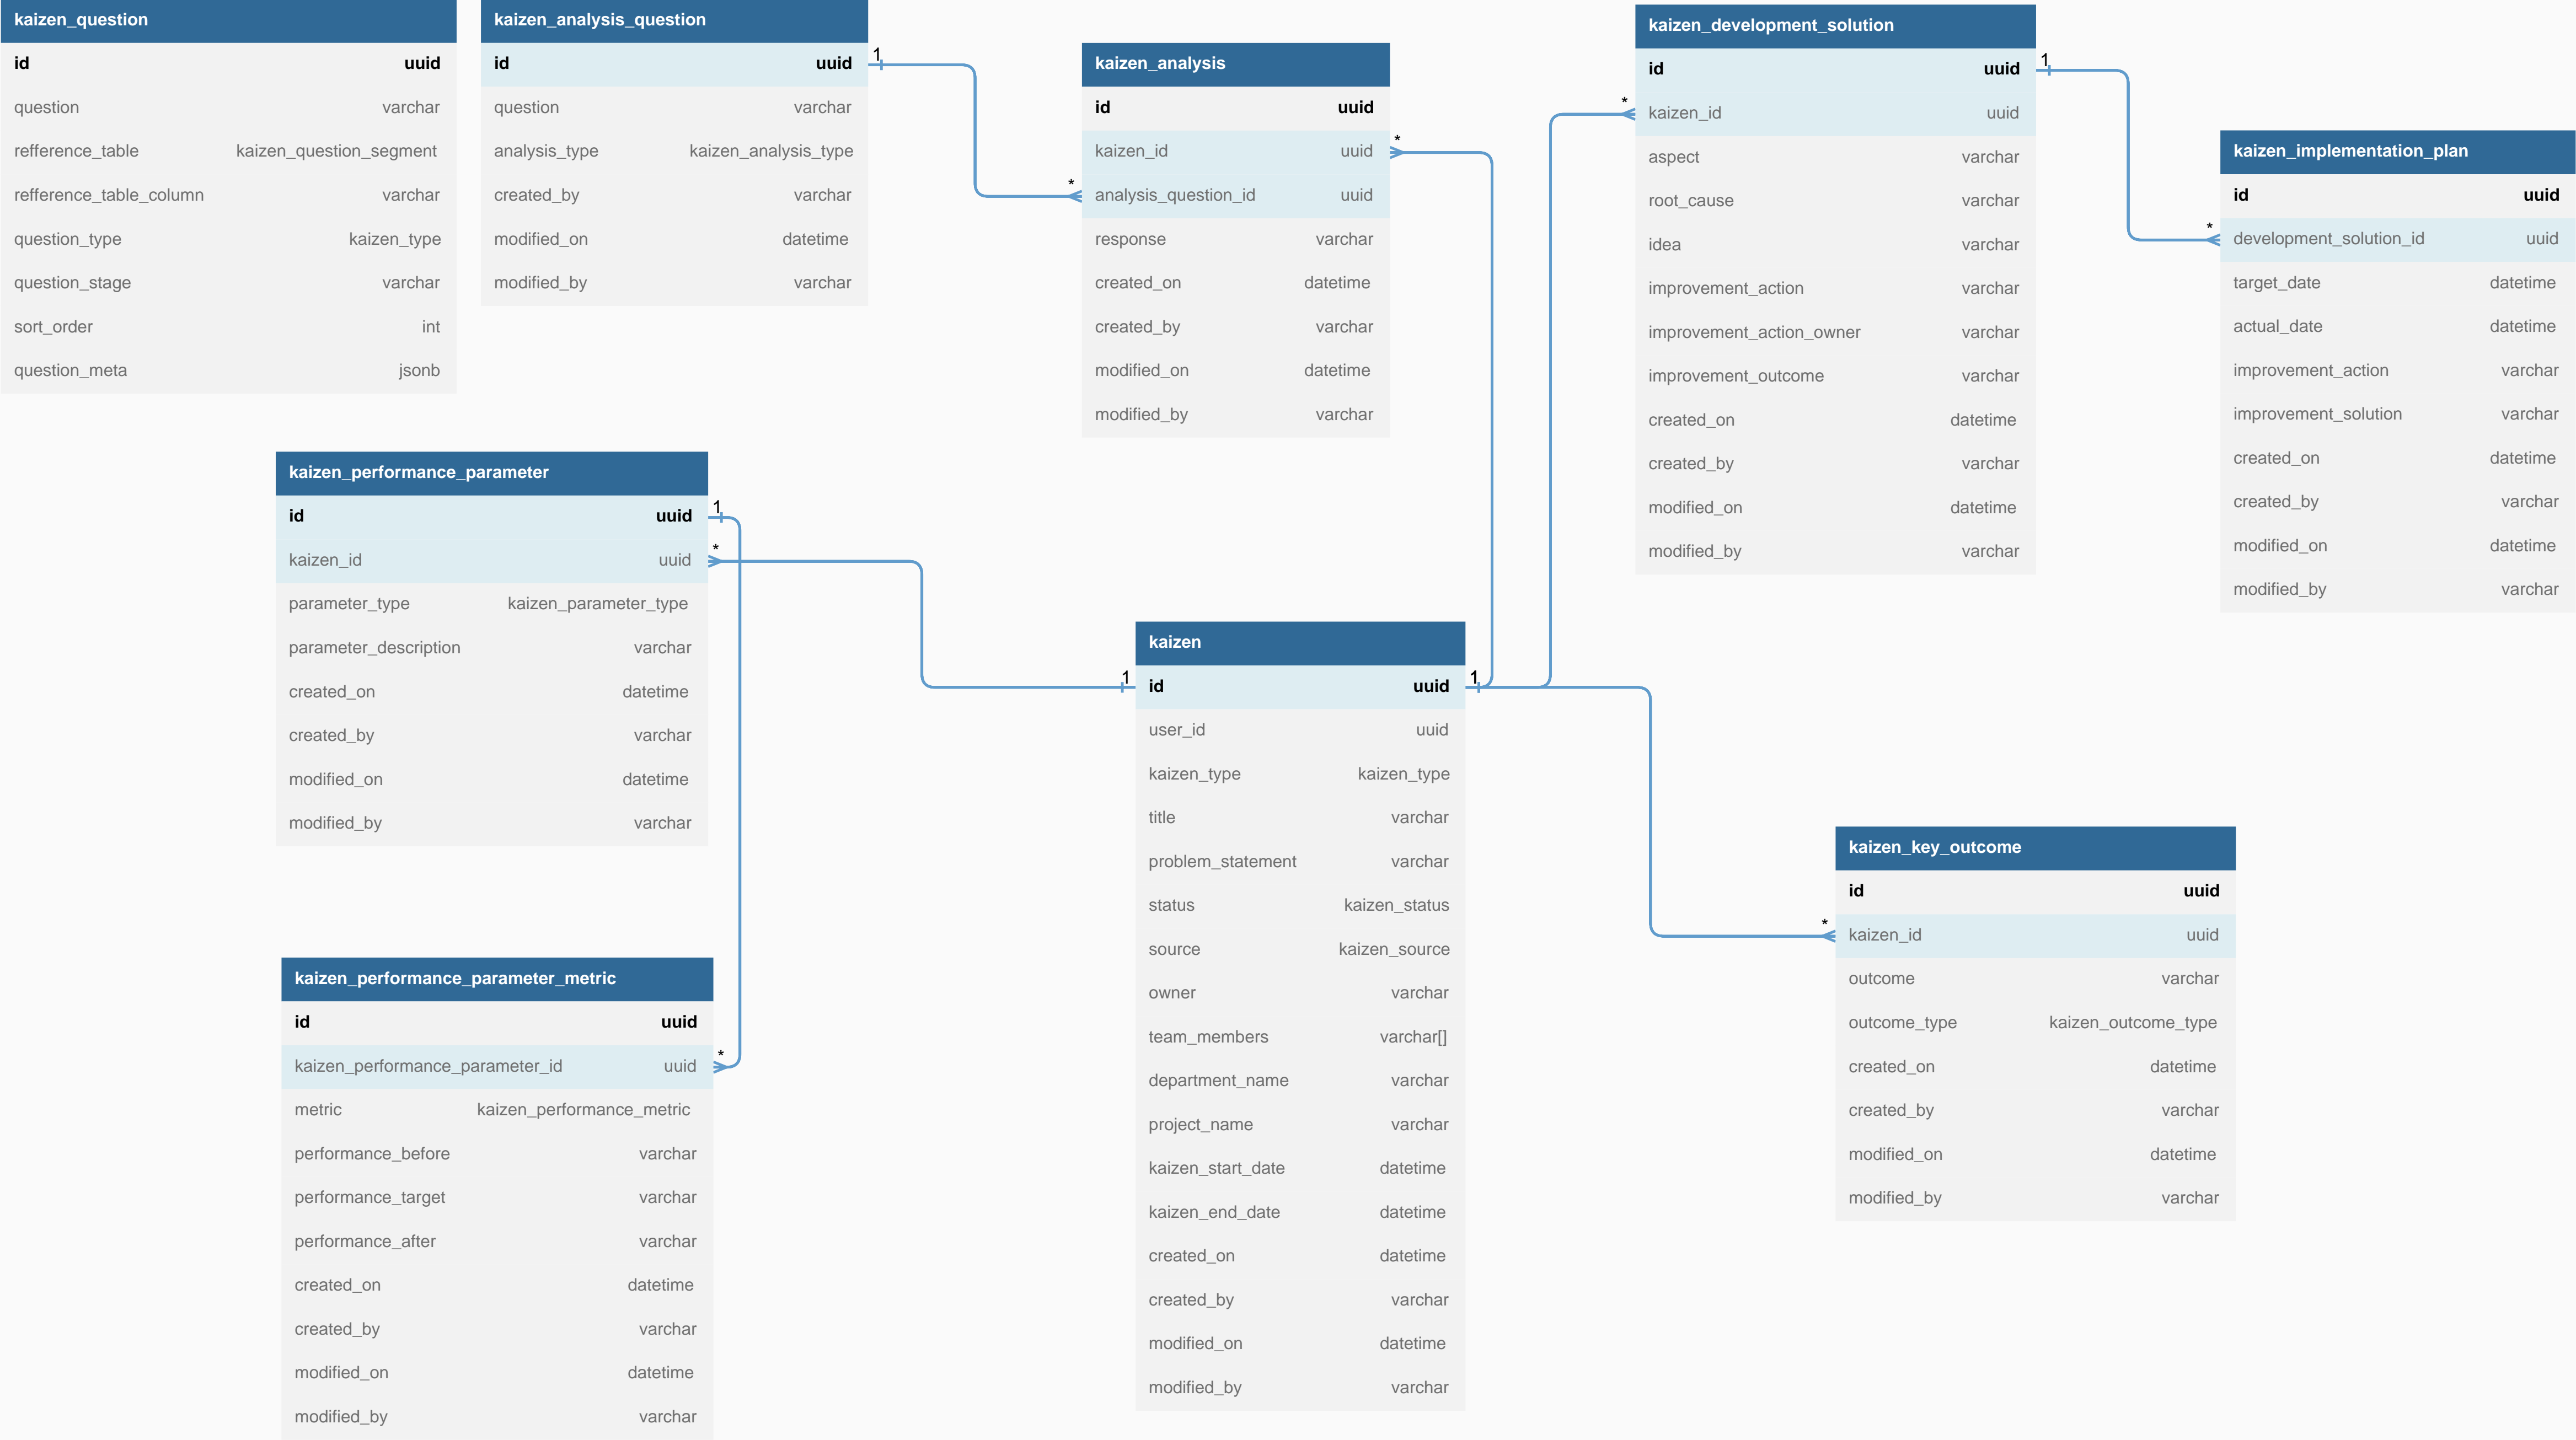 kaizen_question
id uuid
question varchar
refference_table kaizen_question_segment
refference_table_column varchar
question_type kaizen_type
question_stage varchar
sort_order int
question_meta jsonb
kaizen_analysis_question
id uuid
question varchar
analysis_type kaizen_analysis_type
created_by varchar
modified_on datetime
modified_by varchar
1
*
kaizen_analysis
id uuid
kaizen_id uuid
analysis_question_id uuid
response varchar
created_on datetime
created_by varchar
modified_on datetime
modified_by varchar
*
*
kaizen_development_solution
id uuid
kaizen_id uuid
aspect varchar
root_cause varchar
idea varchar
improvement_action varchar
improvement_action_owner varchar
improvement_outcome varchar
created_on datetime
created_by varchar
modified_on datetime
modified_by varchar
1
*
kaizen_implementation_plan
id uuid
development_solution_id uuid
target_date datetime
actual_date datetime
improvement_action varchar
improvement_solution varchar
created_on datetime
created_by varchar
modified_on datetime
modified_by varchar
kaizen_performance_parameter
id uuid
kaizen_id uuid
parameter_type kaizen_parameter_type
parameter_description varchar
created_on datetime
created_by varchar
modified_on datetime
modified_by varchar
1
*
1
kaizen
id uuid
user_id uuid
kaizen_type kaizen_type
title varchar
problem_statement varchar
status kaizen_status
source kaizen_source
owner varchar
team_members varchar[]
department_name varchar
project_name varchar
kaizen_start_date datetime
kaizen_end_date datetime
created_on datetime
created_by varchar
modified_on datetime
modified_by varchar
1
*
kaizen_key_outcome
id uuid
kaizen_id uuid
outcome varchar
outcome_type kaizen_outcome_type
created_on datetime
created_by varchar
modified_on datetime
modified_by varchar
kaizen_performance_parameter_metric
id uuid
kaizen_performance_parameter_id uuid
metric kaizen_performance_metric
performance_before varchar
performance_target varchar
performance_after varchar
created_on datetime
created_by varchar
modified_on datetime
modified_by varchar
*